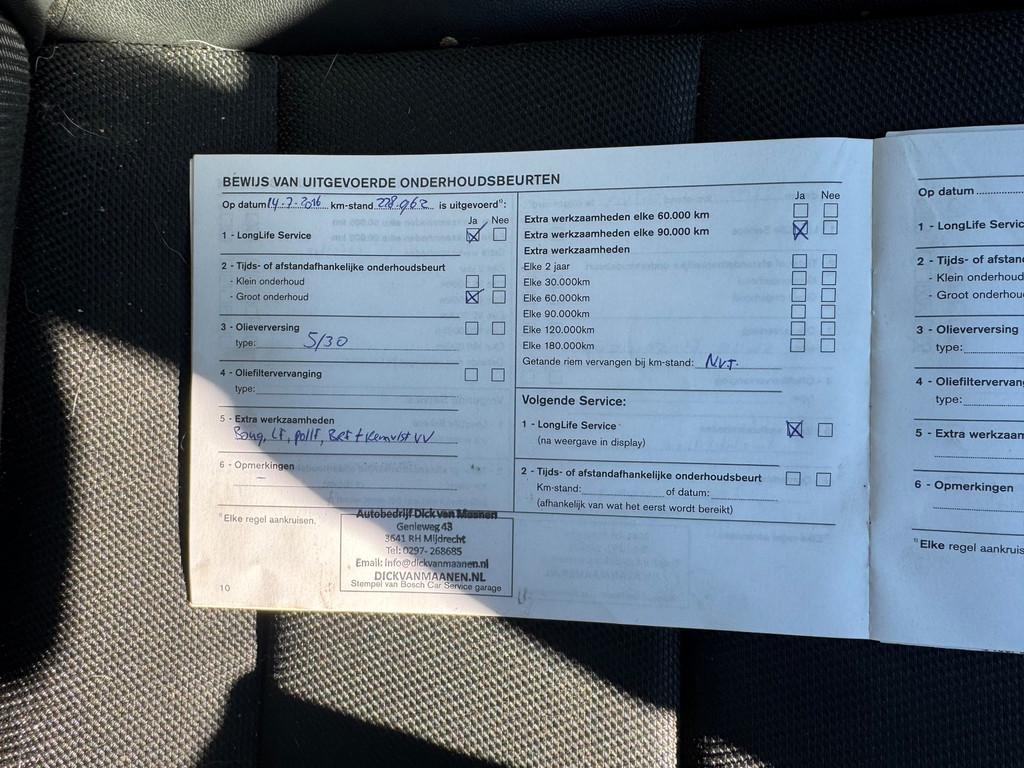 BEWIJS VAN UITGEVOERDE ONDERHOUDSBEURTEN
Op datum 14-7-2016 km-stand 228.962 is uitgevoerd¹⁾:
Ja Nee
1 - LongLife Service
2 - Tijds- of afstandafhankelijke onderhoudsbeurt
- Klein onderhoud
- Groot onderhoud
3 - Olieverversing
type: 5/30
4 - Oliefiltervervanging
type:
5 - Extra werkzaamheden
6 - Opmerkingen
¹⁾ Elke regel aankruisen.
Autobedrijf Dick van Maanen
Genieweg 43
3641 RH Mijdrecht
Tel: 0297- 268685
Email: info@dickvanmaanen.nl
DICKVANMAANEN.NL
Stempel van Bosch Car Service garage
10
Ja Nee
Extra werkzaamheden elke 60.000 km
Extra werkzaamheden elke 90.000 km
Extra werkzaamheden
Elke 2 jaar
Elke 30.000km
Elke 60.000km
Elke 90.000km
Elke 120.000km
Elke 180.000km
Getande riem vervangen bij km-stand: N.v.t.
Volgende Service:
1 - LongLife Service
(na weergave in display)
2 - Tijds- of afstandafhankelijke onderhoudsbeurt
Km-stand: of datum:
(afhankelijk van wat het eerst wordt bereikt)
Op datum
1 - LongLife Servic
2 - Tijds- of afstan
- Klein onderhoud
- Groot onderhou
3 - Olieverversing
type:
4 - Oliefiltervervan
type:
5 - Extra werkzaam
6 - Opmerkingen
¹⁾ Elke regel aankruis